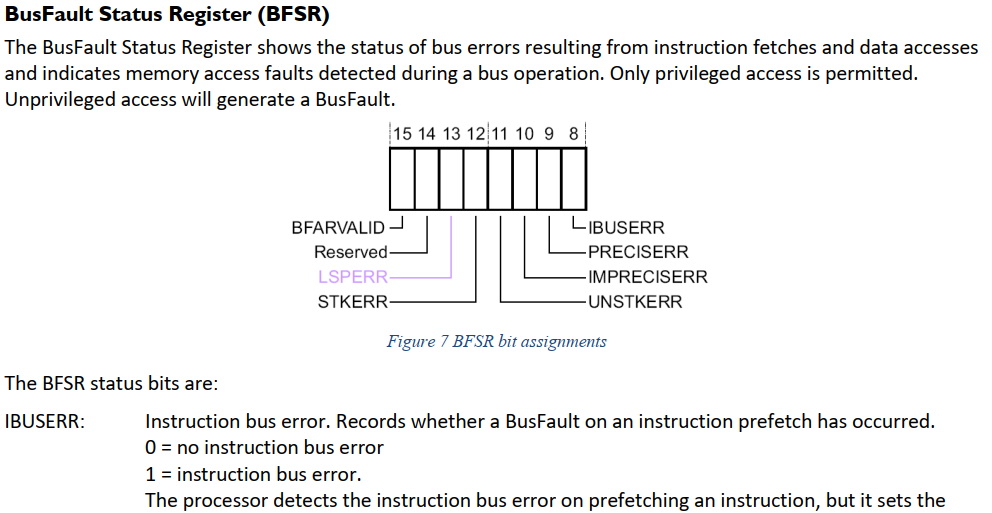 BusFault Status Register (BFSR)
The BusFault Status Register shows the status of bus errors resulting from instruction fetches and data accesses
and indicates memory access faults detected during a bus operation. Only privileged access is permitted.
Unprivileged access will generate a BusFault.
15 14 13 12 11 10 9 8
BFARVALID
IBUSERR
Reserved
PRECISERR
LSPERR
IMPRECISERR
STKERR
UNSTKERR
Figure 7 BFSR bit assignments
The BFSR status bits are:
IBUSERR: Instruction bus error. Records whether a BusFault on an instruction prefetch has occurred.
0 = no instruction bus error
1 = instruction bus error.
The processor detects the instruction bus error on prefetching an instruction, but it sets the